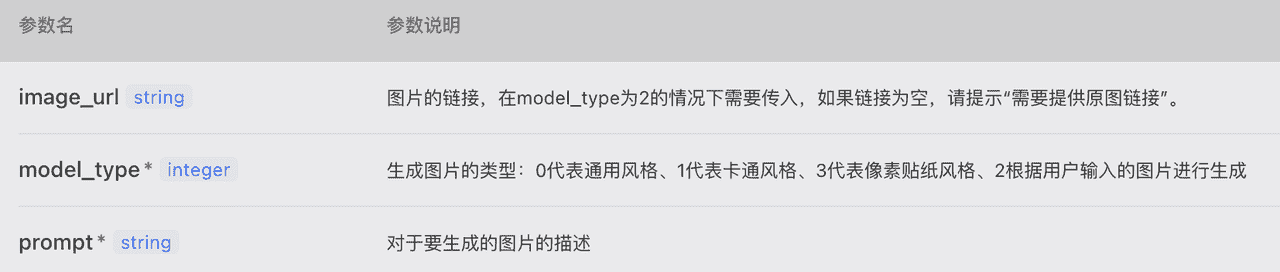 参数名 参数说明
image_url string 图片的链接，在model_type为2的情况下需要传入，如果链接为空，请提示“需要提供原图链接”。
model_type* integer 生成图片的类型：0代表通用风格、1代表卡通风格、3代表像素贴纸风格、2根据用户输入的图片进行生成
prompt* string 对于要生成的图片的描述